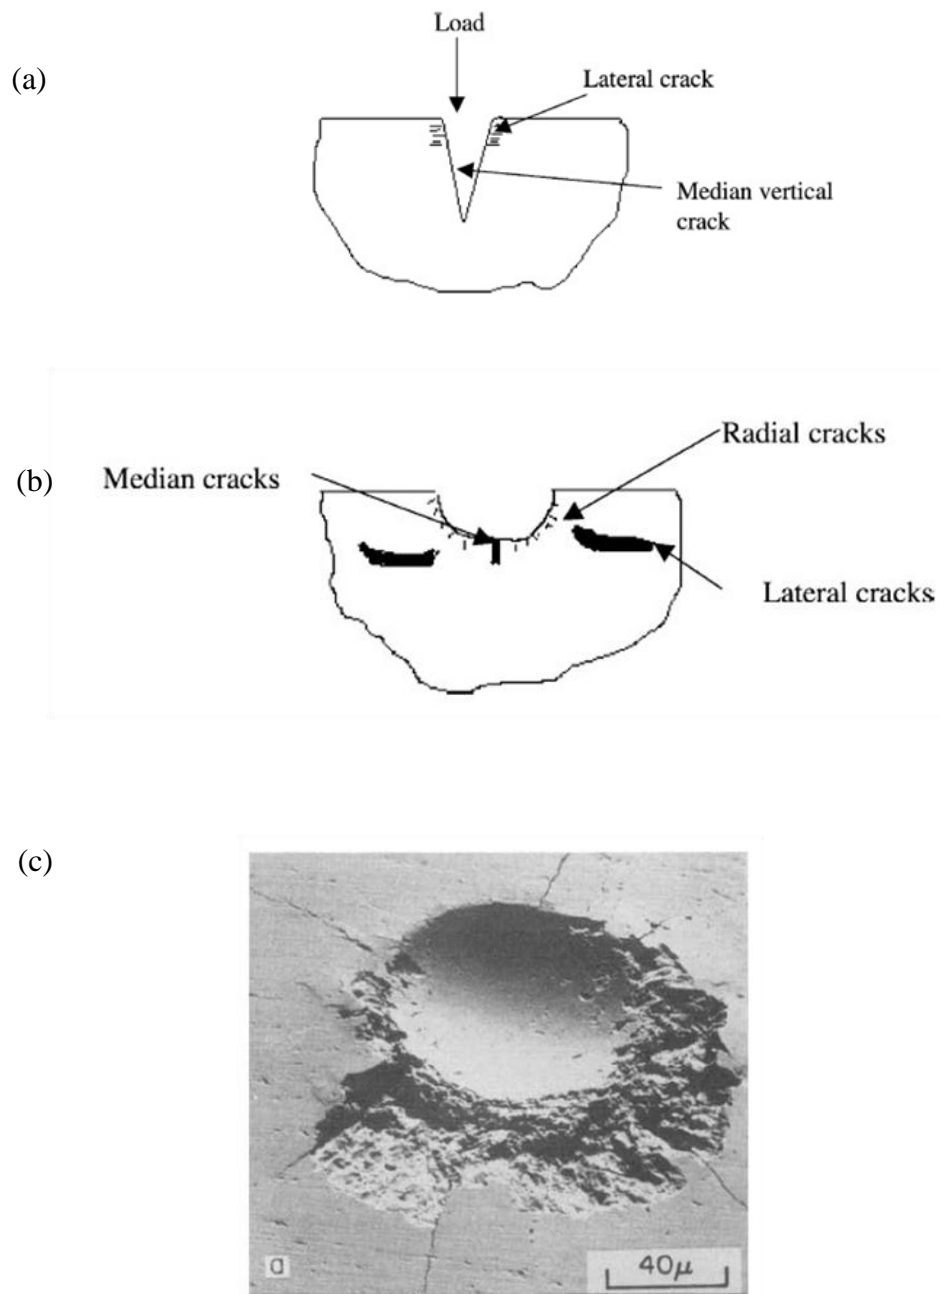 Load
(a)
Lateral crack
Median vertical
crack
Radial cracks
(b)
Median cracks
Lateral cracks
(c)
a
40μ